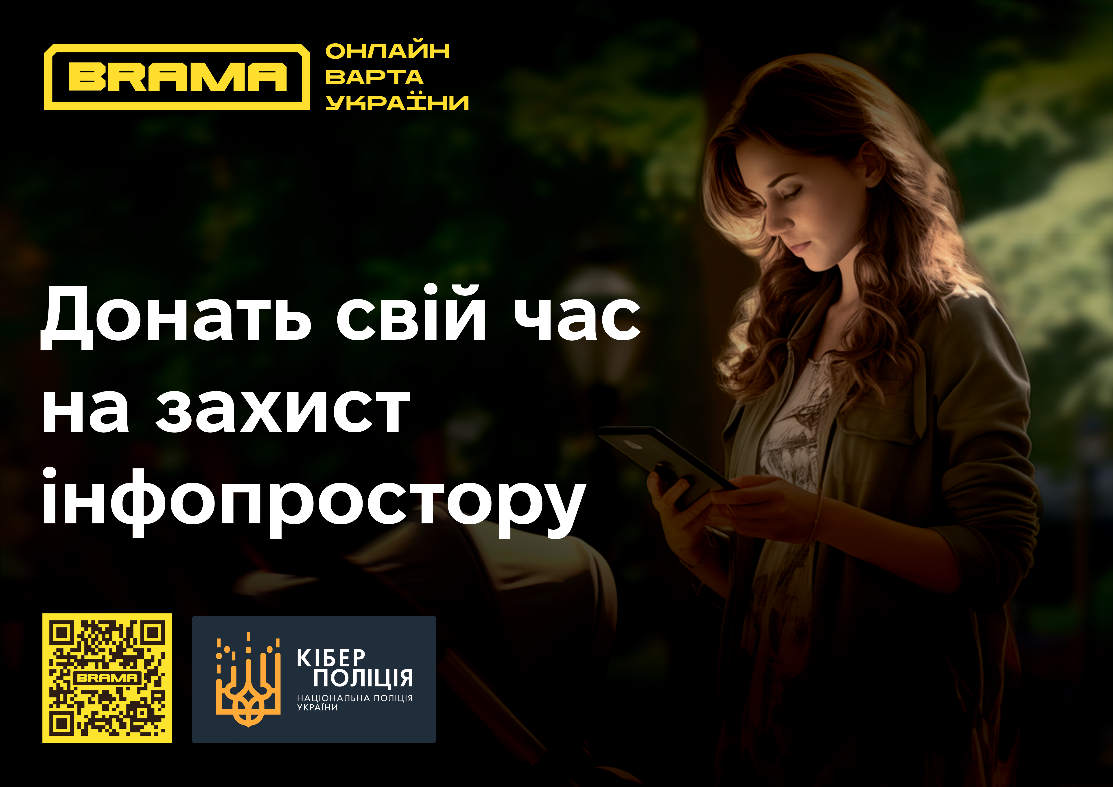 BRAMA
ОНЛАЙН
ВАРТА
УКРАЇНИ
Донать свій час
на захист
інфопростору
BRAMA
КІБЕР
ПОЛІЦІЯ
НАЦІОНАЛЬНА ПОЛІЦІЯ
УКРАЇНИ